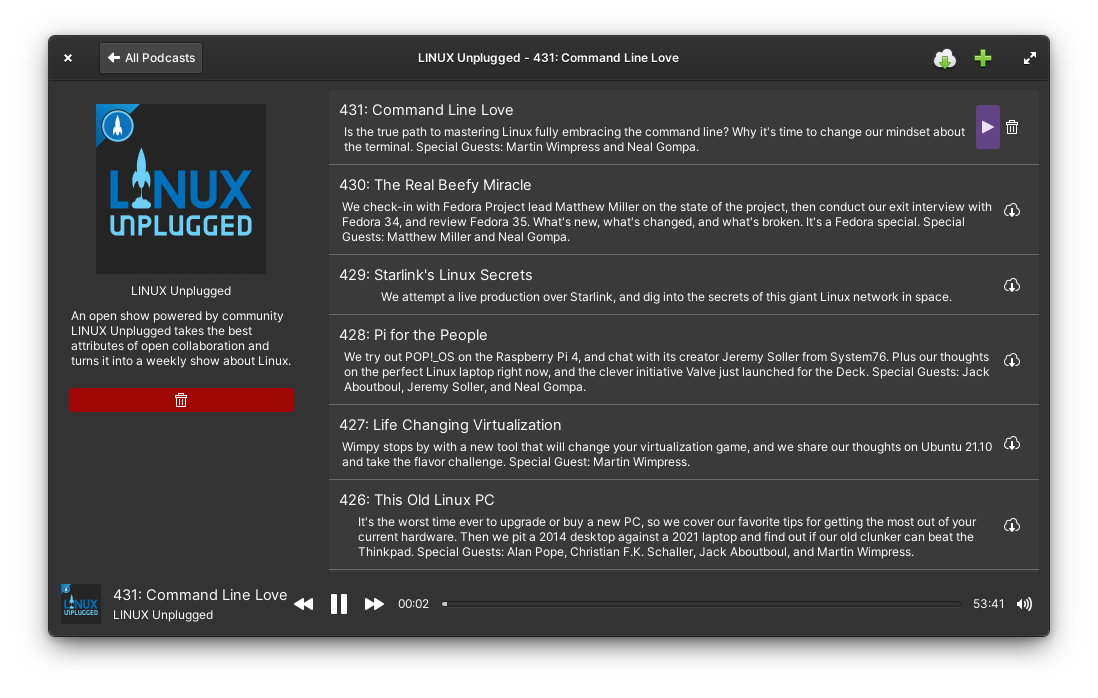 All Podcasts
LINUX Unplugged - 431: Command Line Love
LINUX
UNPLUGGED
LINUX Unplugged
An open show powered by community
LINUX Unplugged takes the best
attributes of open collaboration and
turns it into a weekly show about Linux.
431: Command Line Love
Is the true path to mastering Linux fully embracing the command line? Why it's time to change our mindset about
the terminal. Special Guests: Martin Wimpress and Neal Gompa.
430: The Real Beefy Miracle
We check-in with Fedora Project lead Matthew Miller on the state of the project, then conduct our exit interview with
Fedora 34, and review Fedora 35. What's new, what's changed, and what's broken. It's a Fedora special. Special
Guests: Matthew Miller and Neal Gompa.
429: Starlink's Linux Secrets
We attempt a live production over Starlink, and dig into the secrets of this giant Linux network in space.
428: Pi for the People
We try out POP!_OS on the Raspberry Pi 4, and chat with its creator Jeremy Soller from System76. Plus our thoughts
on the perfect Linux laptop right now, and the clever initiative Valve just launched for the Deck. Special Guests: Jack
Aboutboul, Jeremy Soller, and Neal Gompa.
427: Life Changing Virtualization
Wimpy stops by with a new tool that will change your virtualization game, and we share our thoughts on Ubuntu 21.10
and take the flavor challenge. Special Guest: Martin Wimpress.
426: This Old Linux PC
It's the worst time ever to upgrade or buy a new PC, so we cover our favorite tips for getting the most out of your
current hardware. Then we pit a 2014 desktop against a 2021 laptop and find out if our old clunker can beat the
Thinkpad. Special Guests: Alan Pope, Christian F.K. Schaller, Jack Aboutboul, and Martin Wimpress.
LINUX
UNPLUGGED
431: Command Line Love
LINUX Unplugged
00:02
53:41